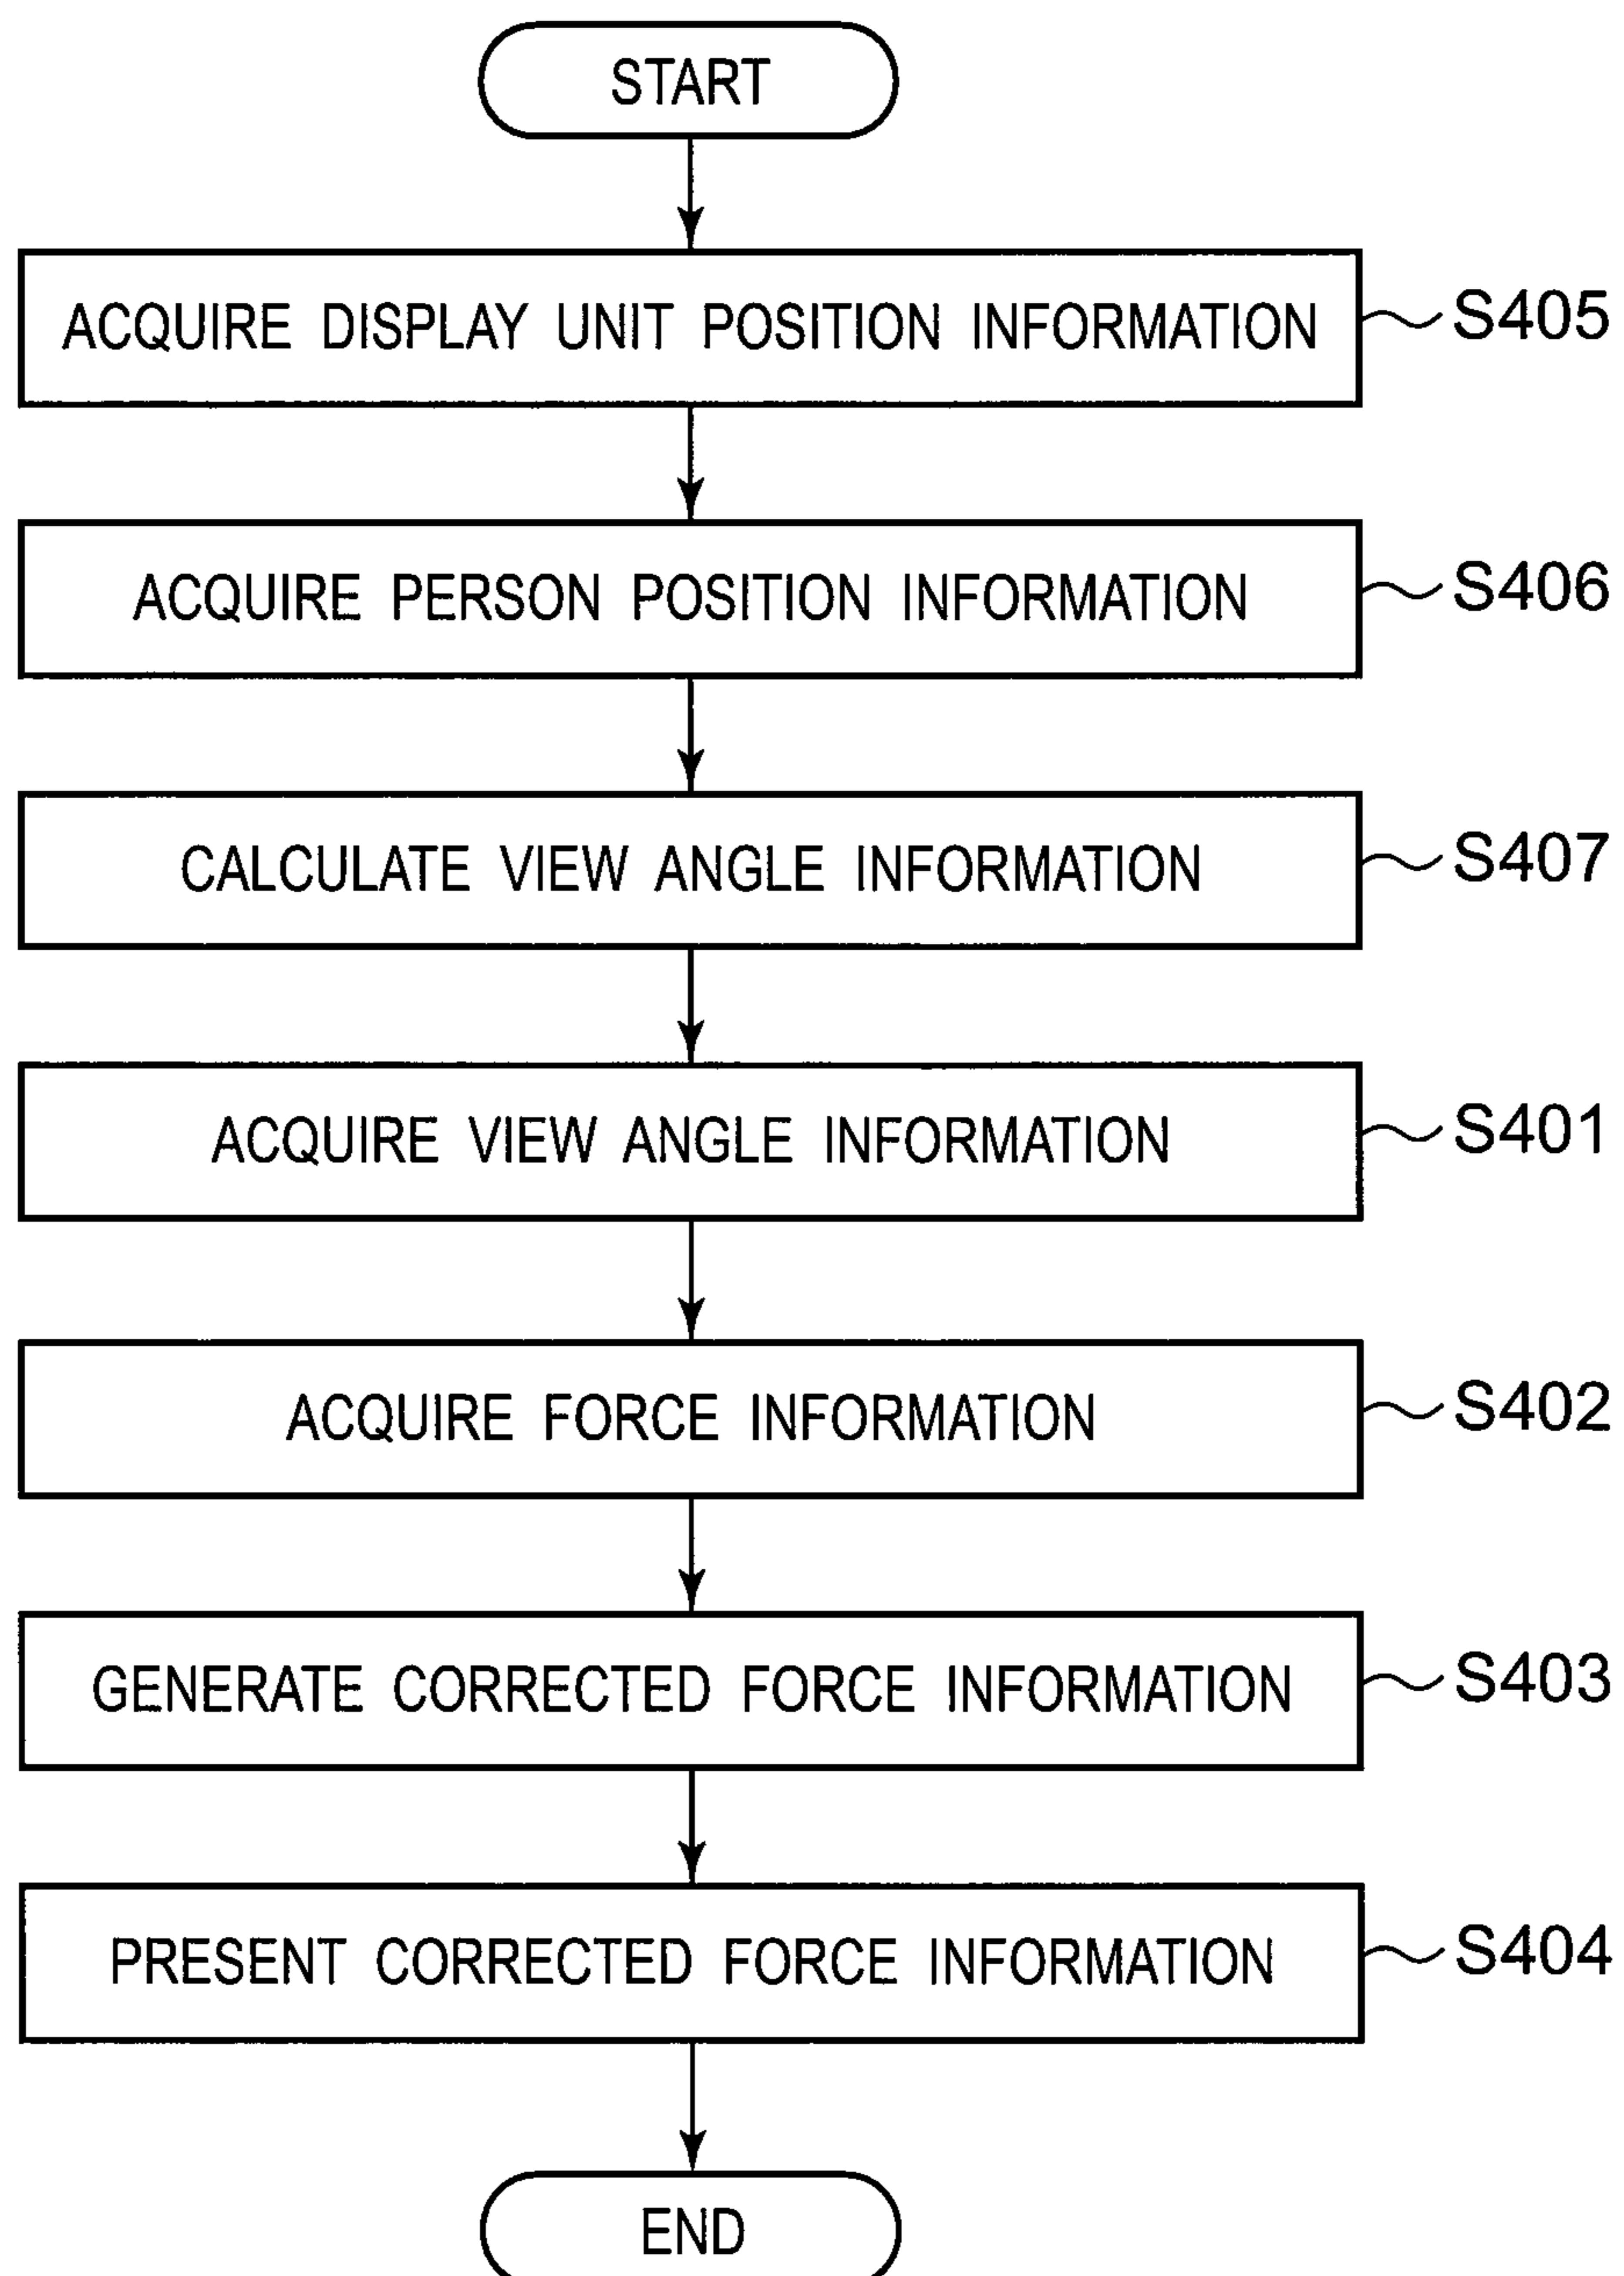 START
ACQUIRE DISPLAY UNIT POSITION INFORMATION S405
ACQUIRE PERSON POSITION INFORMATION S406
CALCULATE VIEW ANGLE INFORMATION S407
ACQUIRE VIEW ANGLE INFORMATION S401
ACQUIRE FORCE INFORMATION S402
GENERATE CORRECTED FORCE INFORMATION S403
PRESENT CORRECTED FORCE INFORMATION S404
END